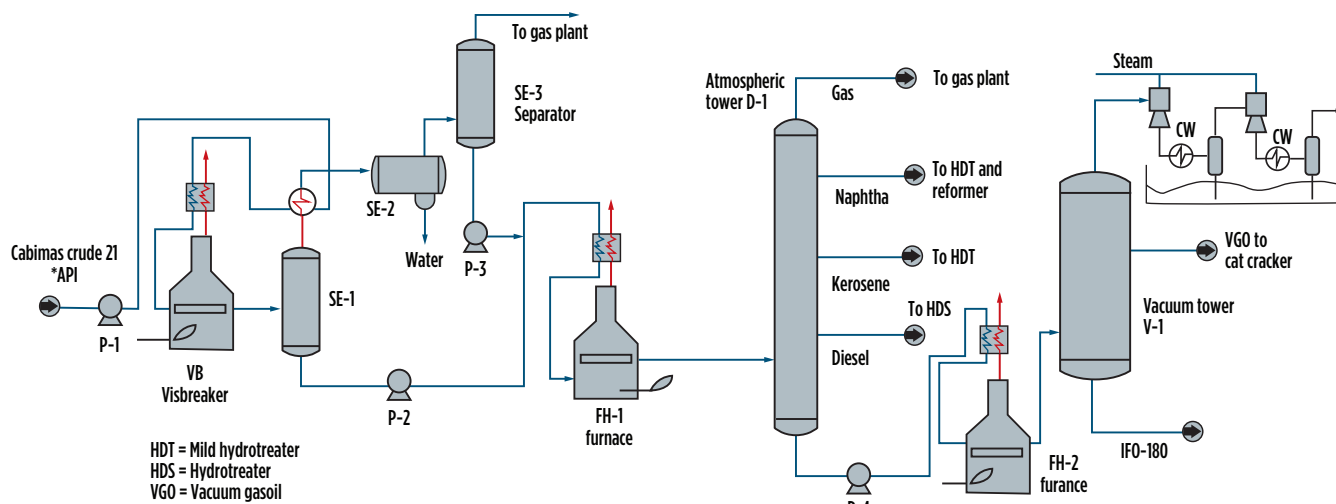 To gas plant
SE-3
Separator
SE-2
Water
P-3
Cabimas crude 21
*API
P-1
VB
Visbreaker
SE-1
P-2
FH-1
furnace
Atmospheric
tower D-1
Gas
To gas plant
Naphtha
To HDT and
reformer
Kerosene
To HDT
To HDS
Diesel
FH-2
furance
Steam
CW
CW
VGO to
cat cracker
Vacuum tower
V-1
IFO-180
HDT = Mild hydrotreater
HDS = Hydrotreater
VGO = Vacuum gasoil